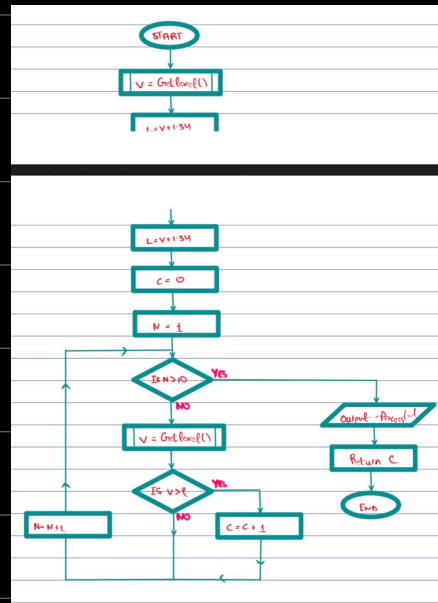 START
V = Getlevel()
L=V+1.34
L=V+1.34
C = 0
N = 1
Is N>10
YES
NO
Output
V = Getlevel()
Return C
Is V>l
YES
END
NO
C = C + 1